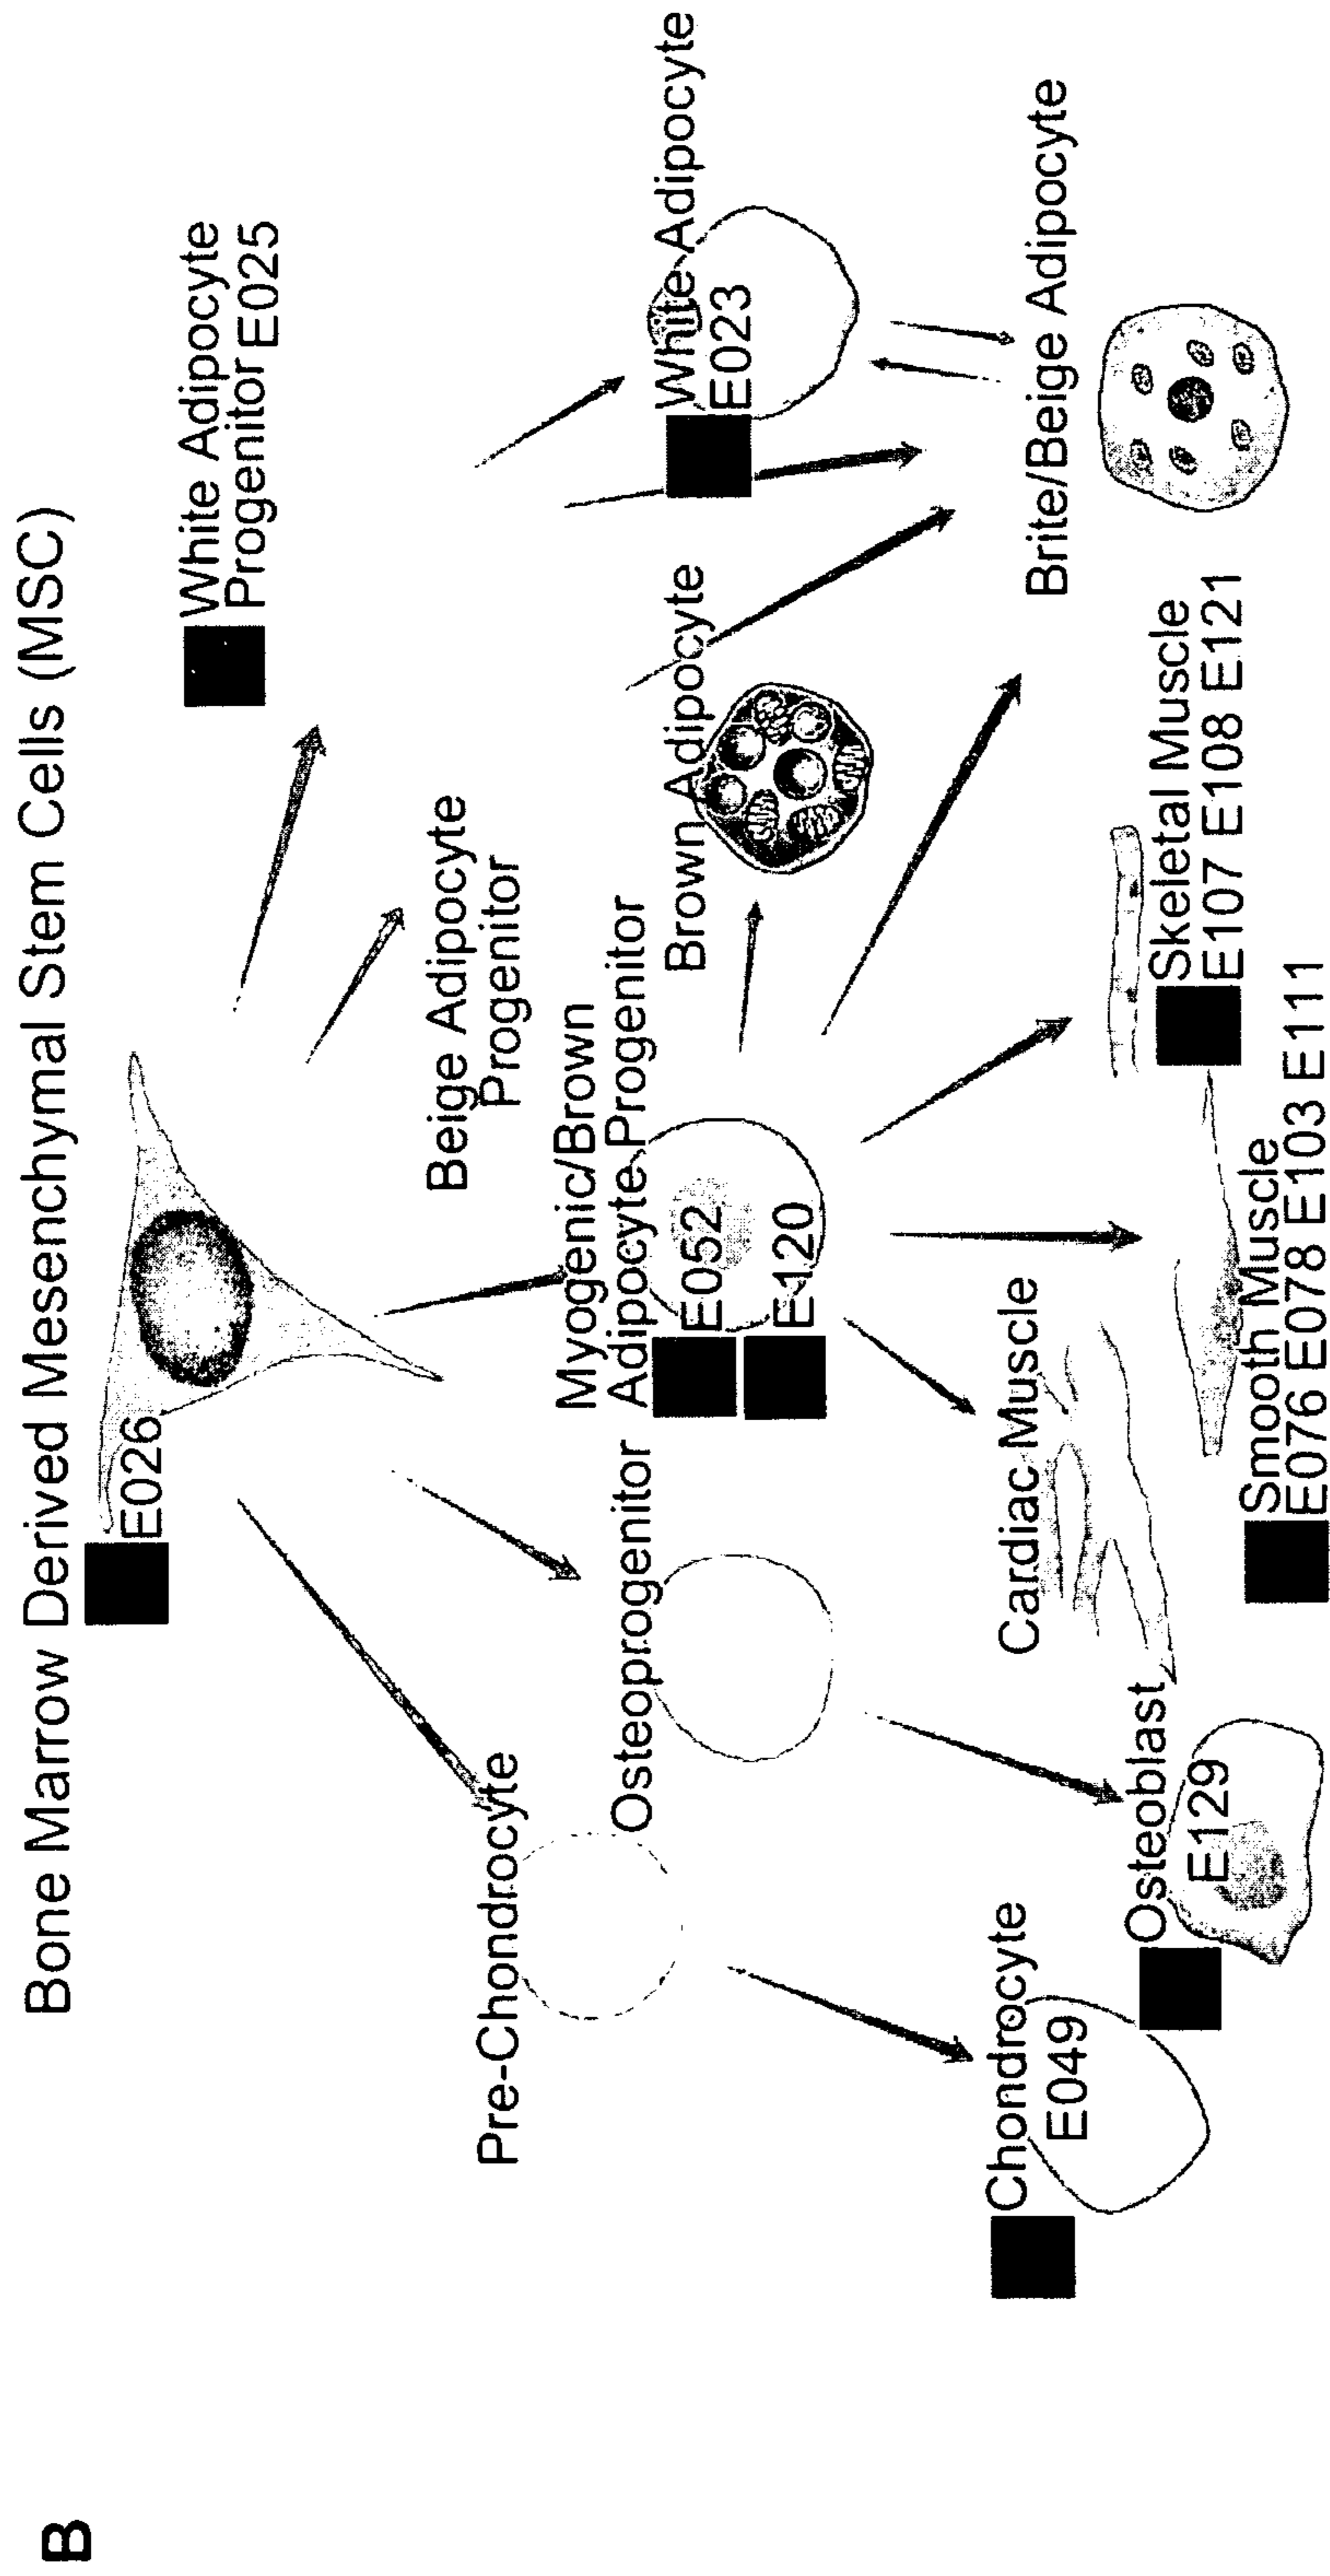 B
Bone Marrow Derived Mesenchymal Stem Cells (MSC)
E026
White Adipocyte
Progenitor E025
Beige Adipocyte
Progenitor
Pre-Chondrocyte
Osteoprogenitor
Myogenic/Brown
Adipocyte Progenitor
E052
E120
Brown Adipocyte
White Adipocyte
E023
Chondrocyte
E049
Osteoblast
E129
Cardiac Muscle
Smooth Muscle
E076 E078 E103 E111
Skeletal Muscle
E107 E108 E121
Brite/Beige Adipocyte